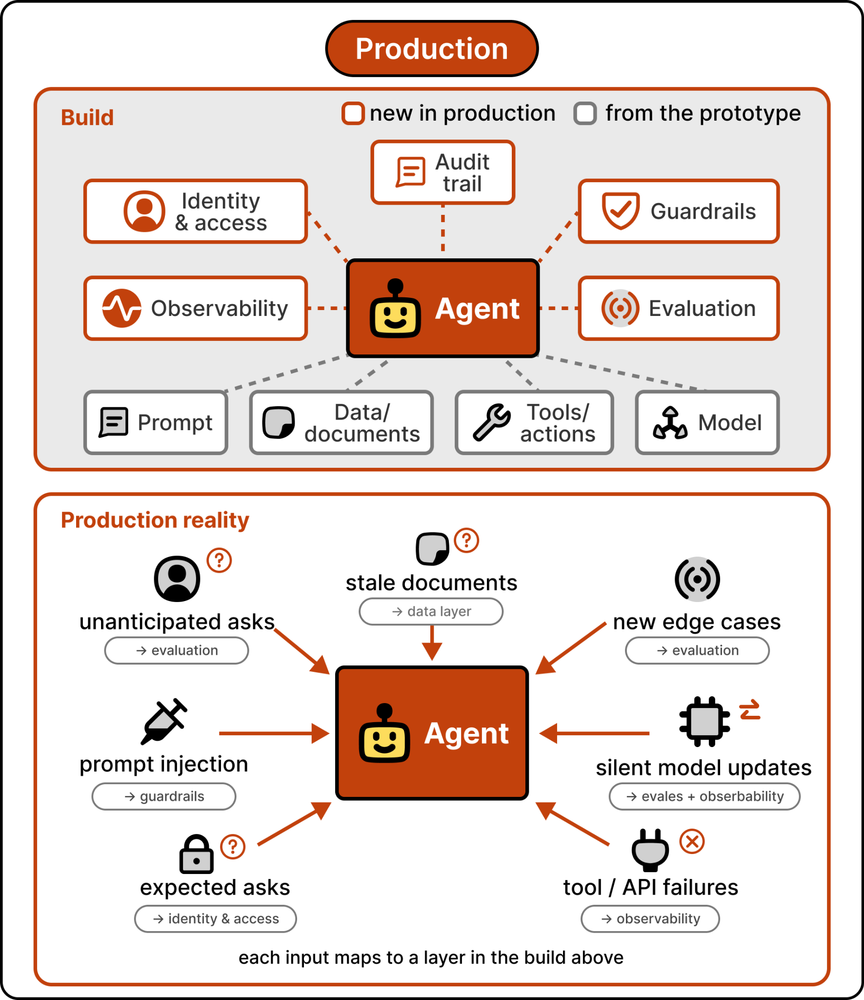 Production
Build
new in production
from the prototype
Audit
trail
Identity
& access
Guardrails
Observability
Agent
Evaluation
Prompt
Data/
documents
Tools/
actions
Model
Production reality
stale documents
→ data layer
unanticipated asks
→ evaluation
new edge cases
→ evaluation
prompt injection
→ guardrails
Agent
silent model updates
→ evales + obserbability
expected asks
→ identity & access
tool / API failures
→ observability
each input maps to a layer in the build above